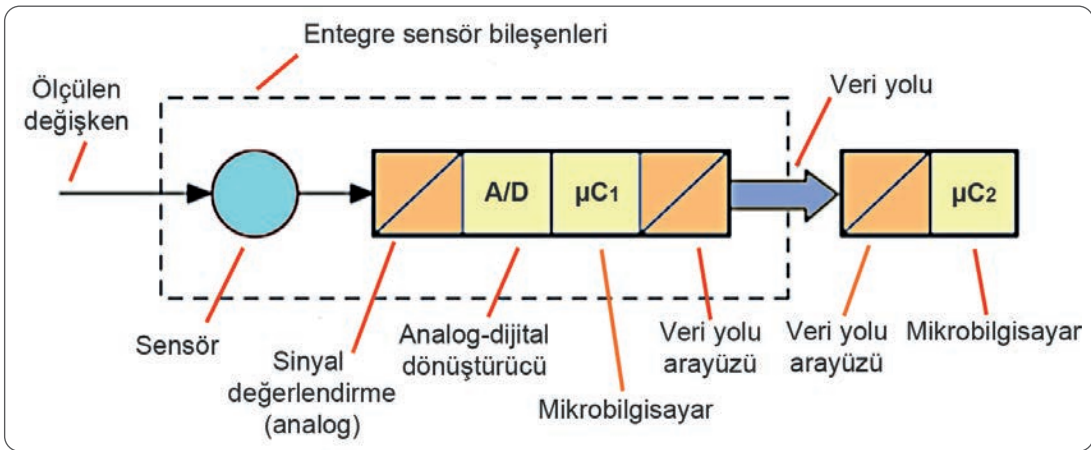 Entegre sensör bileşenleri
Ölçülen
değişken
Veri yolu
A/D
µC1
µC2
Sensör
Sinyal
değerlendirme
(analog)
Analog-dijital
dönüştürücü
Mikrobilgisayar
Veri yolu
arayüzü
Veri yolu
arayüzü
Mikrobilgisayar